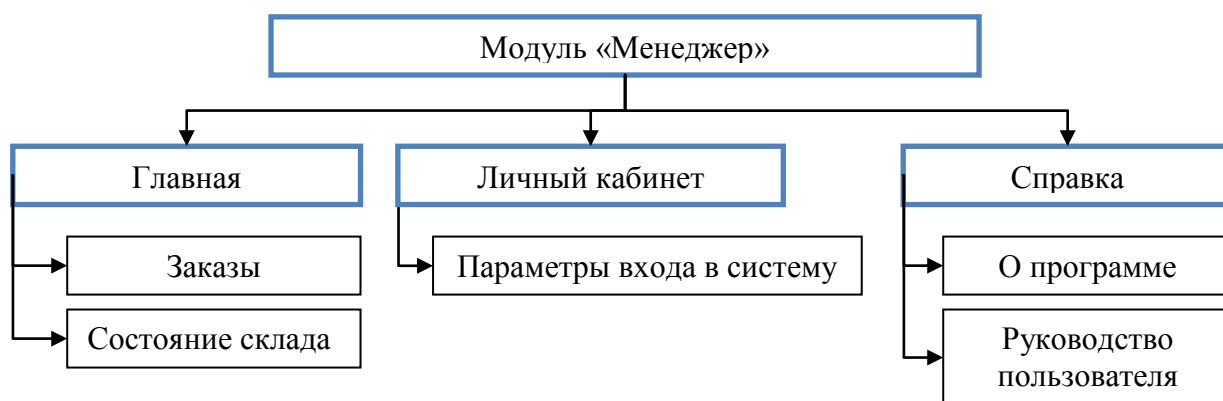 Модуль «Менеджер»
Главная
Личный кабинет
Справка
Заказы
Параметры входа в систему
О программе
Состояние склада
Руководство
пользователя